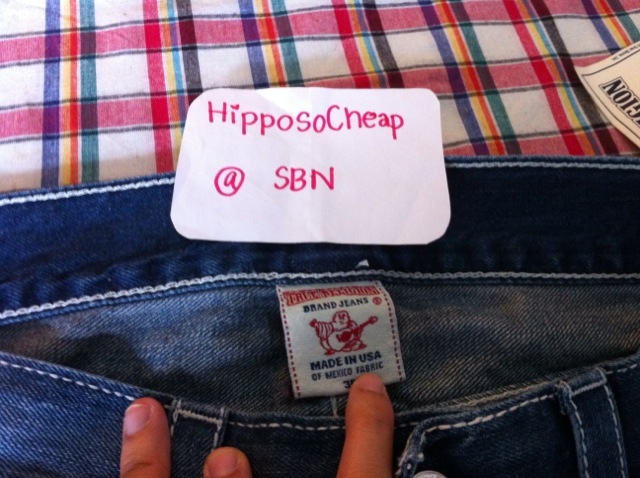 HipposoCheap
@ SBN
BRAND JEANS
MADE IN USA
OF MEXICO FABRIC